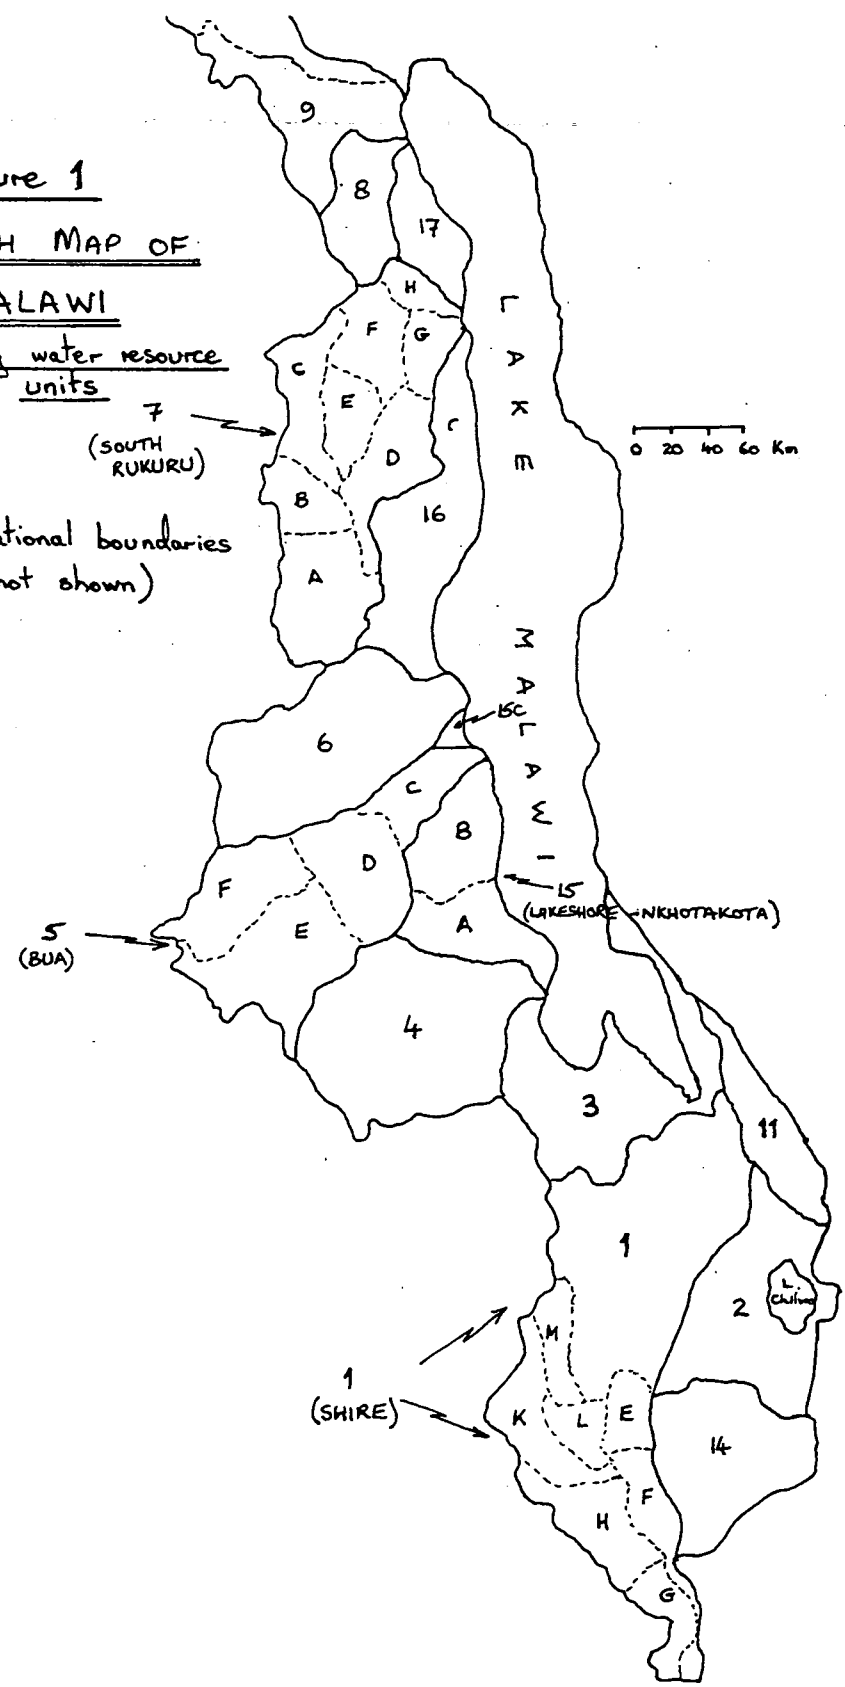 ure 1
H MAP OF
ALAWI
water resource
units
7
(SOUTH
RUKURU)
ational boundaries
not shown)
9
8
17
H
F
G
C
E
D
C
B
16
A
LAKE
MALAWI
0 20 40 60 Km
15C
6
C
B
D
F
E
A
15
(LAKESHORE-NKHOTAKOTA)
5
(BUA)
4
3
11
1
2
L.
Chilwa
M
1
(SHIRE)
K
L
E
14
F
H
G